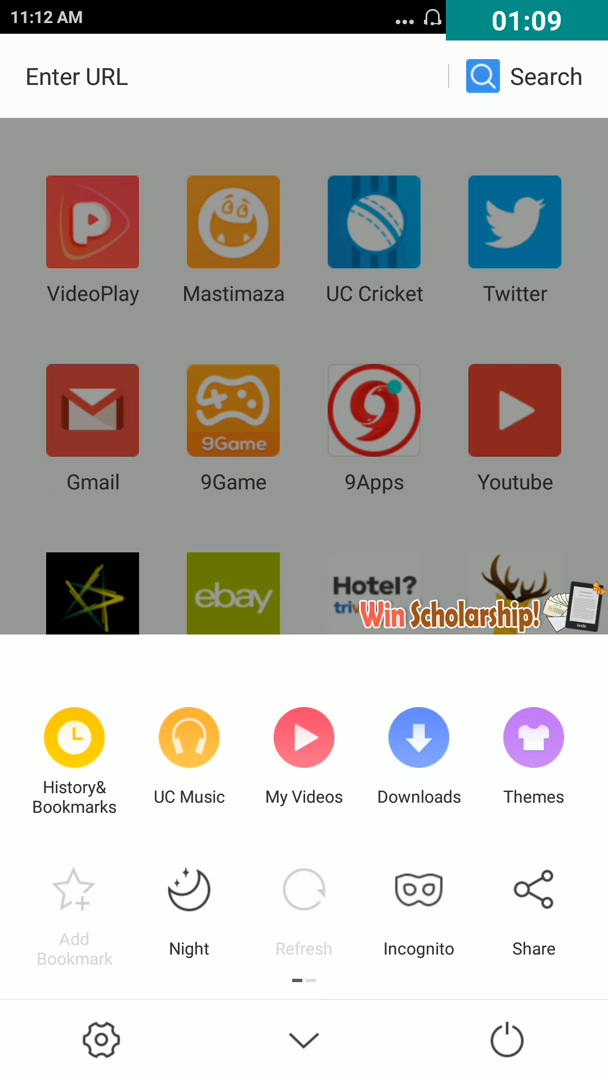 11:12 AM
01:09
Enter URL
Search
VideoPlay
Mastimaza
UC Cricket
Twitter
9Game
Gmail
9Game
9Apps
Youtube
ebay
Hotel?
triv
Win Scholarship!
History&
Bookmarks
UC Music
My Videos
Downloads
Themes
Add
Bookmark
Night
Refresh
Incognito
Share